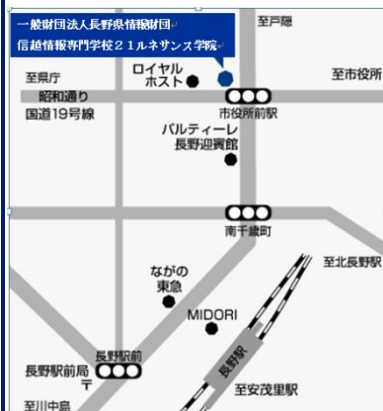 一般財団法人長野県情報財団
信越情報専門学校21ルネサンス学院
至戸隠
至県庁
ロイヤル
ホスト
至市役所
昭和通り
国道19号線
市役所前駅
バルティーレ
長野迎賓館
南千歳町
至北長野駅
ながの
東急
MIDORI
長野駅前
長野駅前局
〒
長野駅
至安茂里駅
至川中島